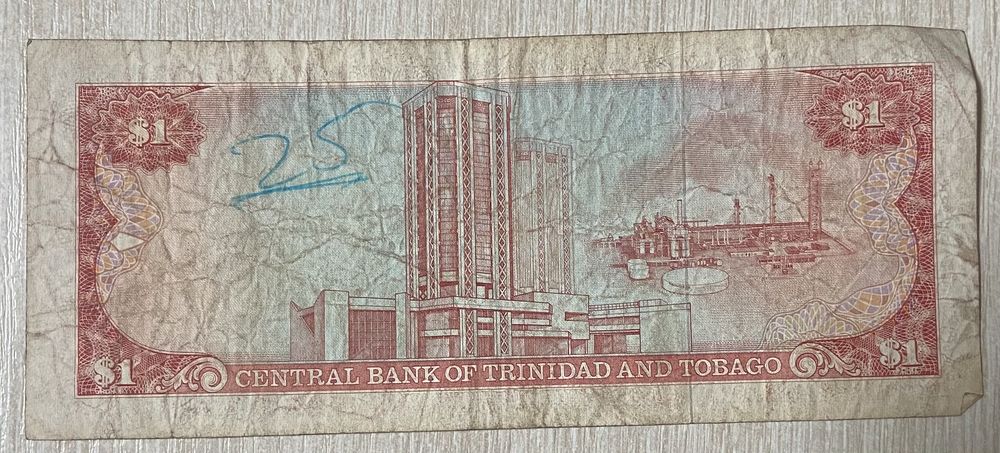 $1 $1
25
$1 CENTRAL BANK OF TRINIDAD AND TOBAGO $1